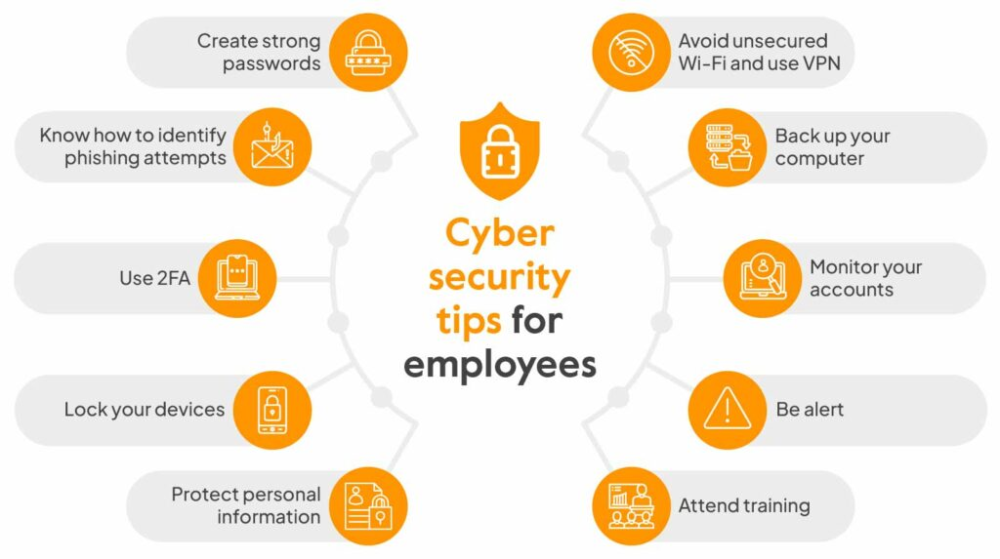 Cyber
security
tips for
employees
Create strong
passwords
Know how to identify
phishing attempts
Use 2FA
Lock your devices
Protect personal
information
Avoid unsecured
Wi-Fi and use VPN
Back up your
computer
Monitor your
accounts
Be alert
Attend training